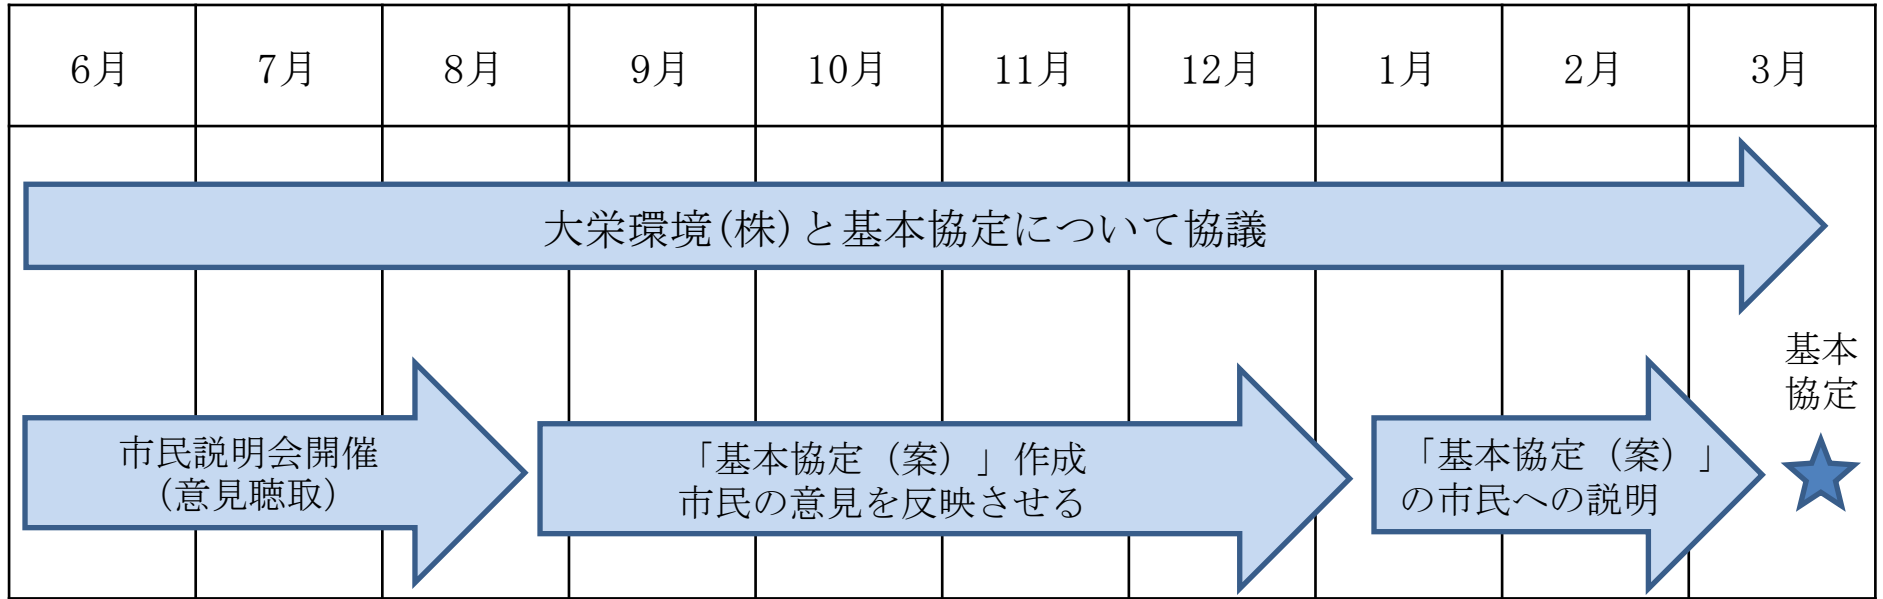 6月 7月 8月 9月 10月 11月 12月 1月 2月 3月
大栄環境(株)と基本協定について協議
市民説明会開催
(意見聴取)
「基本協定（案）」作成
市民の意見を反映させる
「基本協定（案）」
の市民への説明
基本
協定